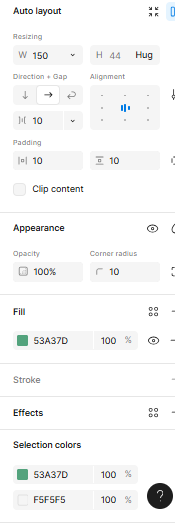 Auto layout
Resizing
W 150 H 44 Hug
Direction + Gap Alignment
10
Padding
10 10
Clip content
Appearance
Opacity Corner radius
100% 10
Fill
53A37D 100 %
Stroke
Effects
Selection colors
53A37D 100 %
F5F5F5 100 %
?